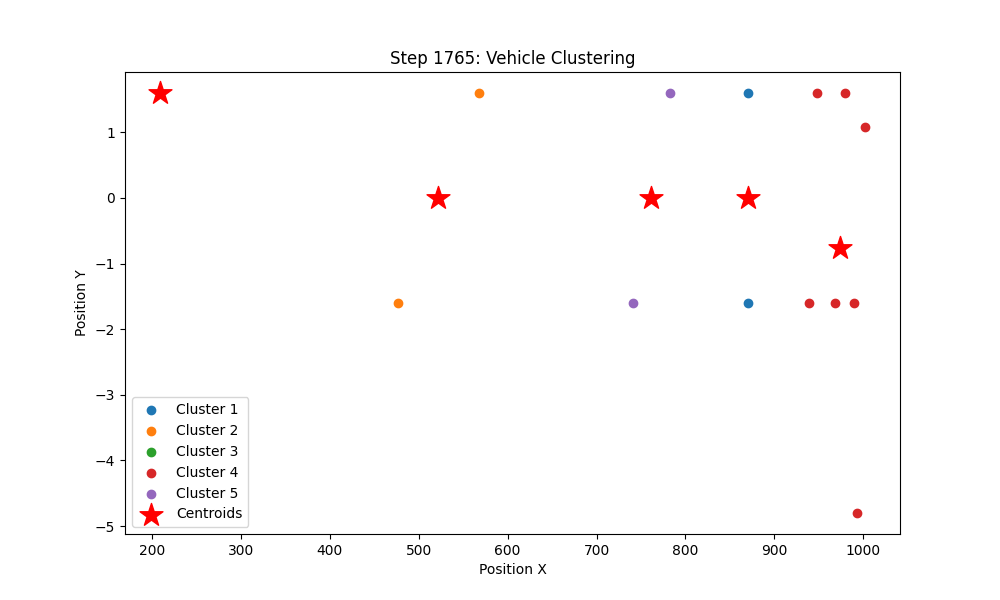 Step 1765: Vehicle Clustering
Position Y
1
0
−1
−2
−3
−4
−5
Cluster 1
Cluster 2
Cluster 3
Cluster 4
Cluster 5
Centroids
200 300 400 500 600 700 800 900 1000
Position X